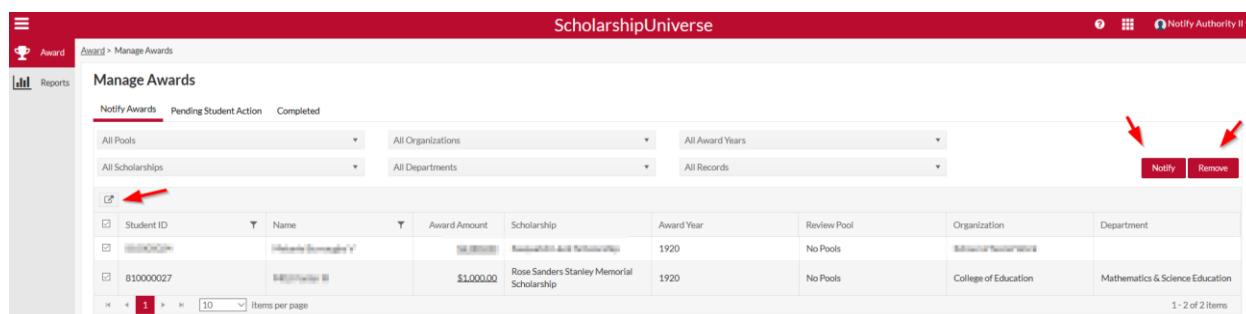 ScholarshipUniverse
Notify Authority II
Award
Award > Manage Awards
Reports
Manage Awards
Notify Awards Pending Student Action Completed
All Pools All Organizations All Award Years
All Scholarships All Departments All Records
Notify Remove
Student ID Name Award Amount Scholarship Award Year Review Pool Organization Department
1920 No Pools
810000027 $1,000.00 Rose Sanders Stanley Memorial Scholarship 1920 No Pools College of Education Mathematics & Science Education
1 10 Items per page 1 - 2 of 2 items